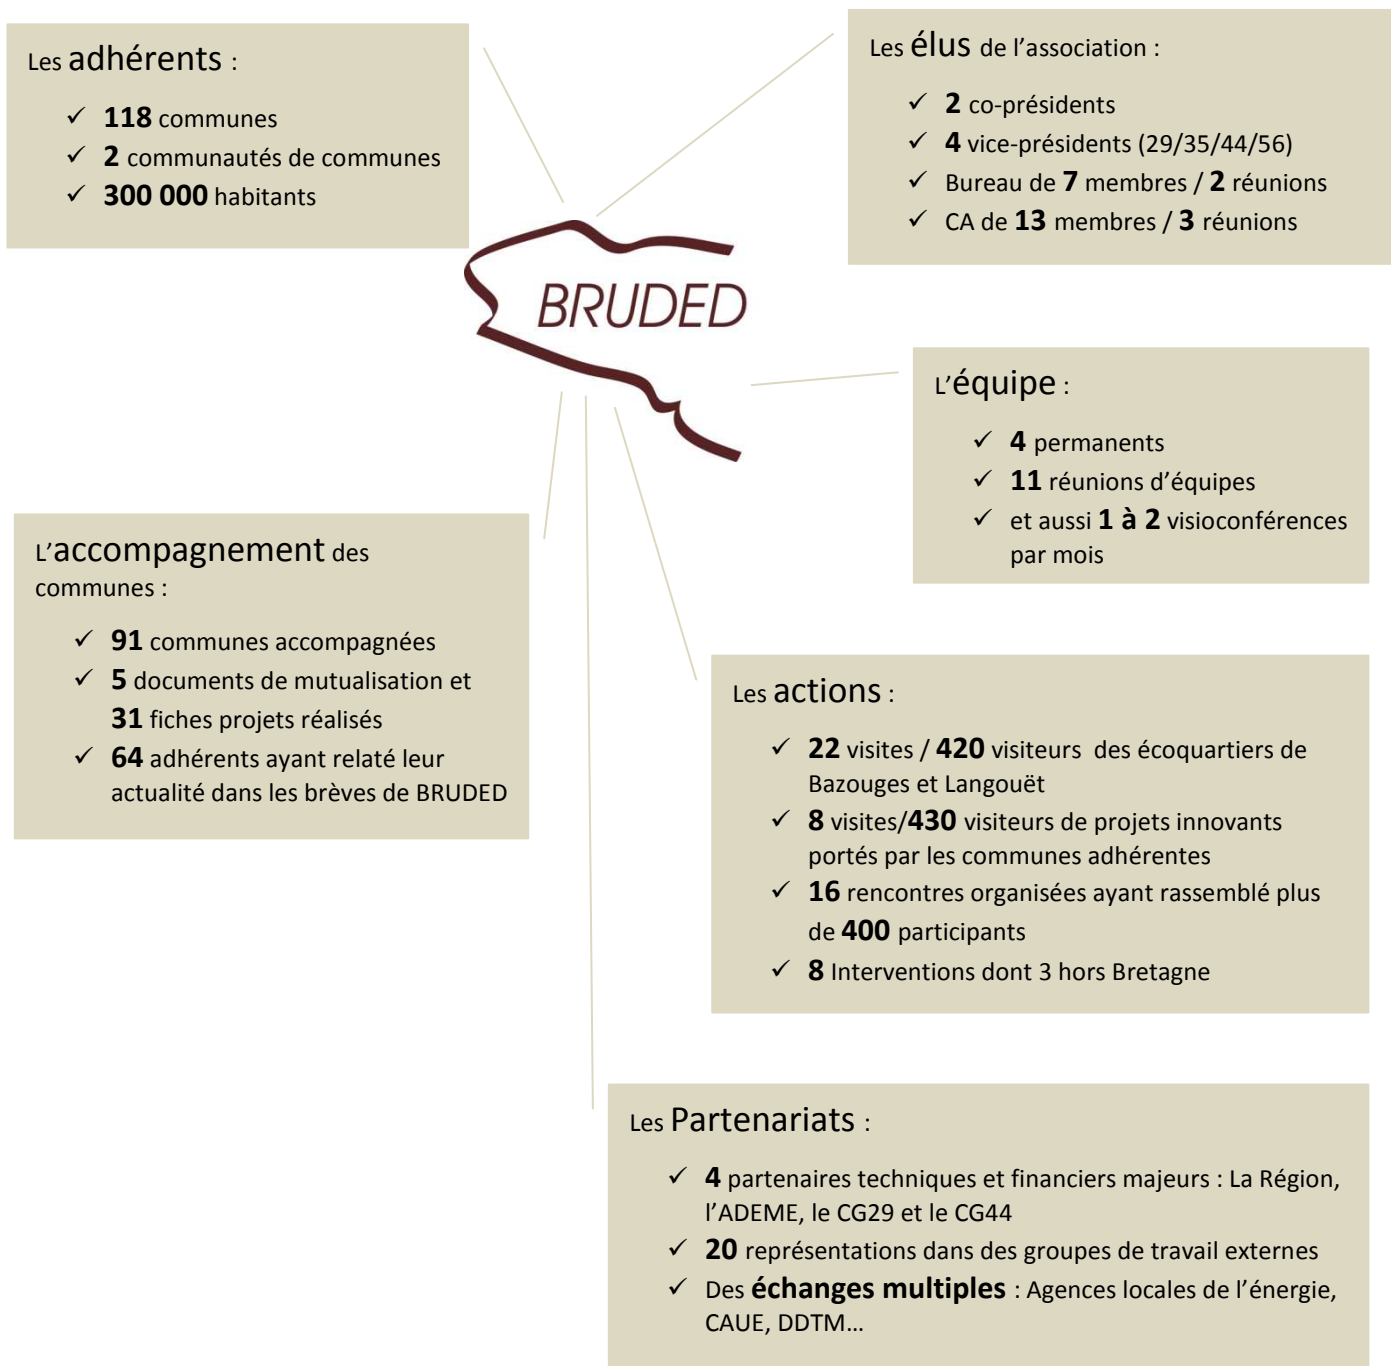 Les adhérents :
✓ 118 communes
✓ 2 communautés de communes
✓ 300 000 habitants
Les élus de l’association :
✓ 2 co-présidents
✓ 4 vice-présidents (29/35/44/56)
✓ Bureau de 7 membres / 2 réunions
✓ CA de 13 membres / 3 réunions
BRUDED
L’équipe :
✓ 4 permanents
✓ 11 réunions d’équipes
✓ et aussi 1 à 2 visioconférences
par mois
L’accompagnement des
communes :
✓ 91 communes accompagnées
✓ 5 documents de mutualisation et
31 fiches projets réalisés
✓ 64 adhérents ayant relaté leur
actualité dans les brèves de BRUDED
Les actions :
✓ 22 visites / 420 visiteurs des écoquartiers de
Bazouges et Langouët
✓ 8 visites/430 visiteurs de projets innovants
portés par les communes adhérentes
✓ 16 rencontres organisées ayant rassemblé plus
de 400 participants
✓ 8 Interventions dont 3 hors Bretagne
Les Partenariats :
✓ 4 partenaires techniques et financiers majeurs : La Région,
l’ADEME, le CG29 et le CG44
✓ 20 représentations dans des groupes de travail externes
✓ Des échanges multiples : Agences locales de l’énergie,
CAUE, DDTM…